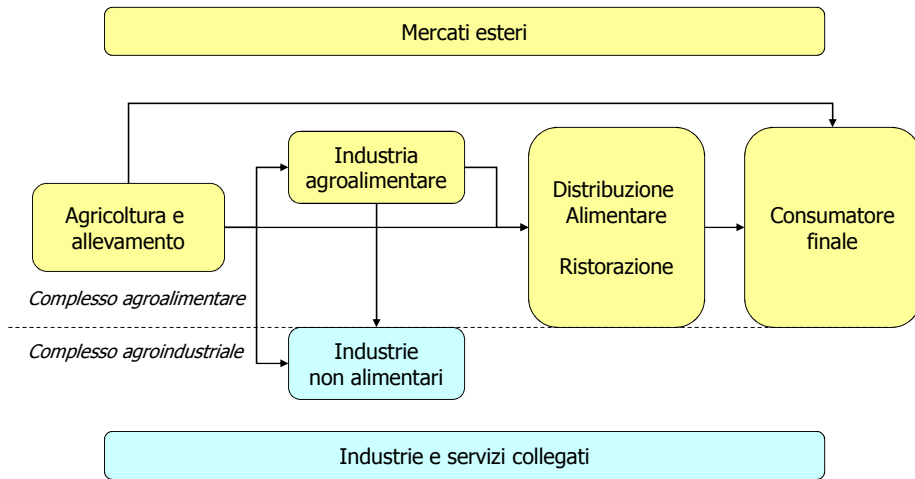 Mercati esteri
Industria
agroalimentare
Agricoltura e
allevamento
Distribuzione
Alimentare
Ristorazione
Consumatore
finale
Complesso agroalimentare
Complesso agroindustriale
Industrie
non alimentari
Industrie e servizi collegati